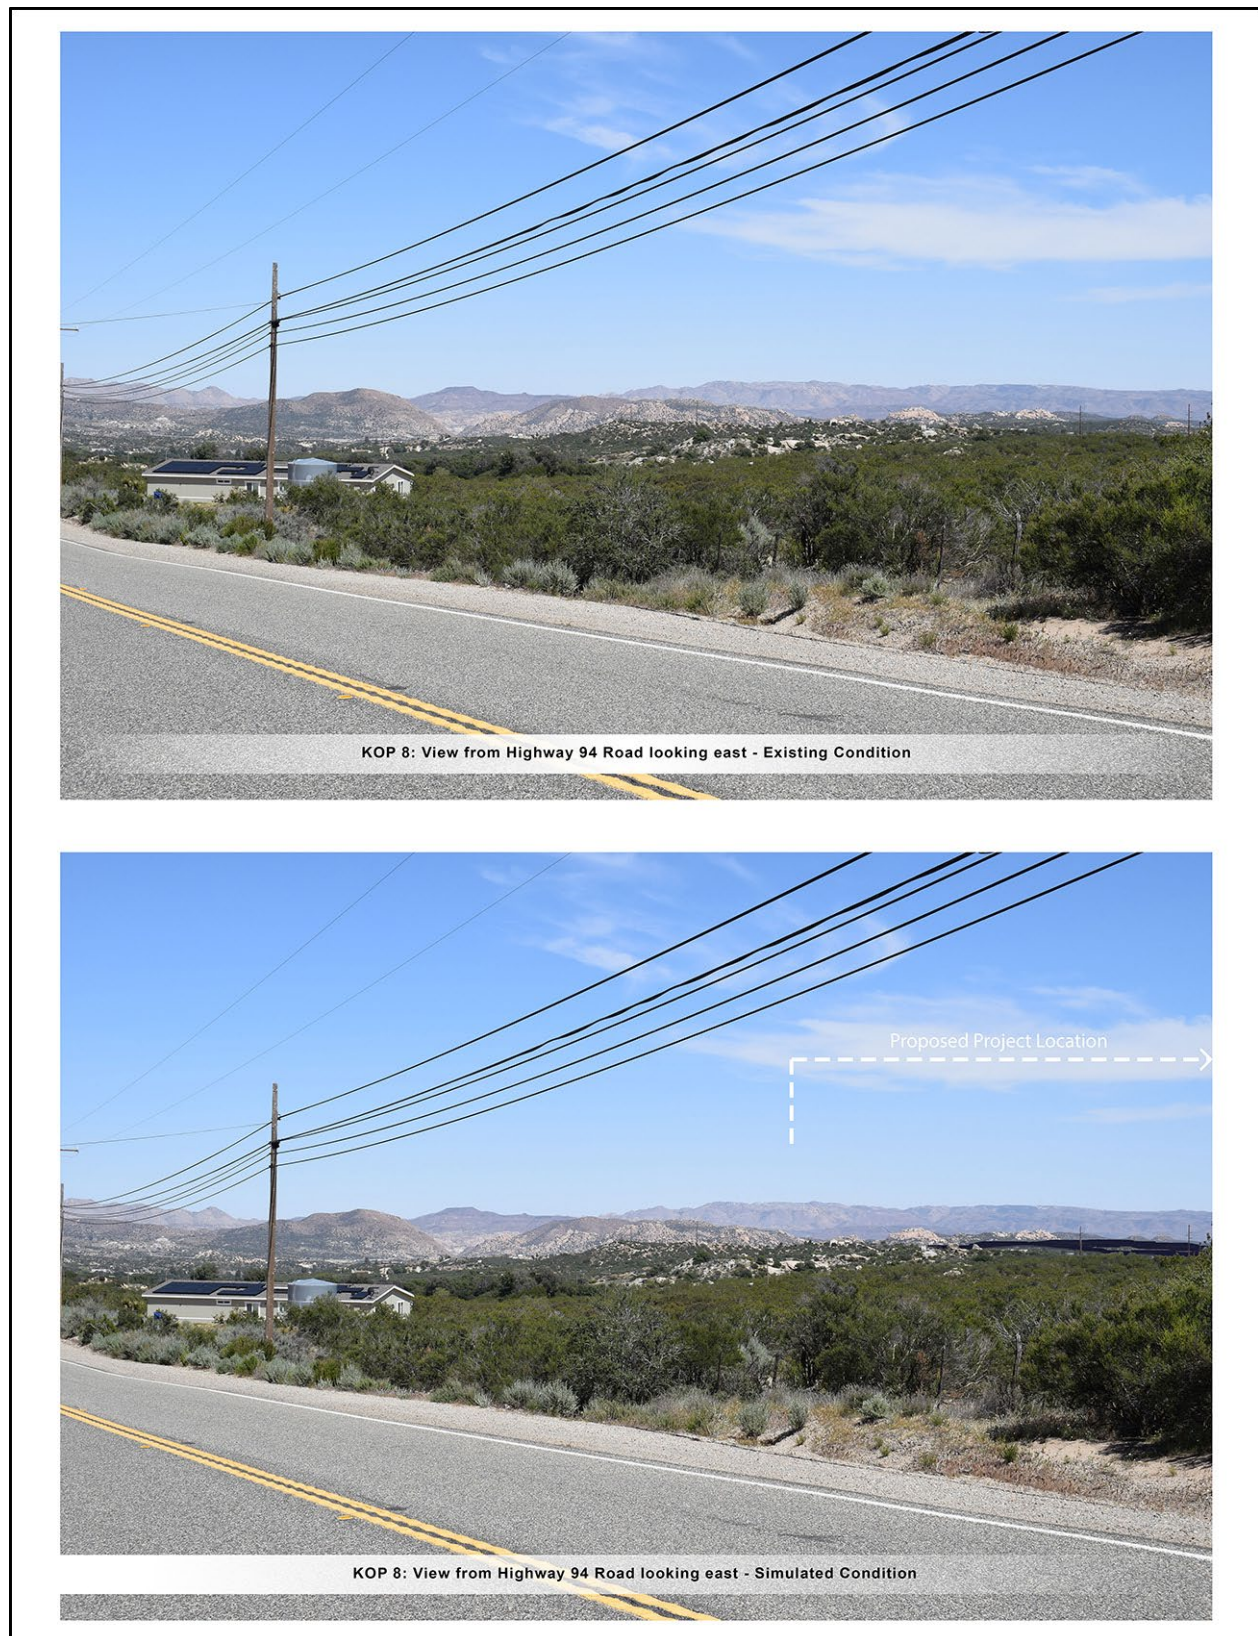 KOP 8: View from Highway 94 Road looking east - Existing Condition
Proposed Project Location
KOP 8: View from Highway 94 Road looking east - Simulated Condition